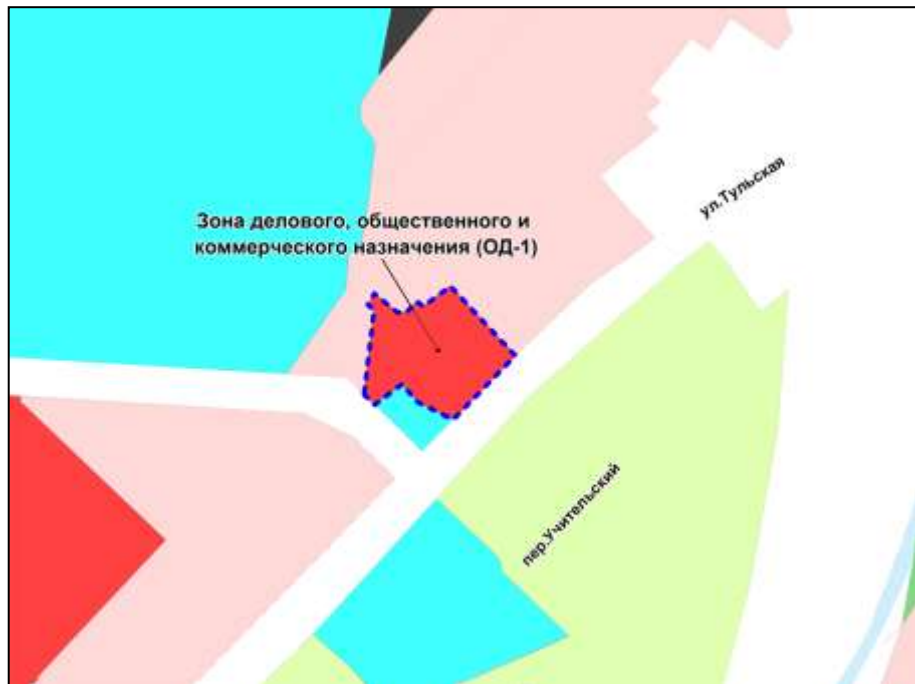 ул.Тульская
Зона делового, общественного и
коммерческого назначения (ОД-1)
пер.Учительский